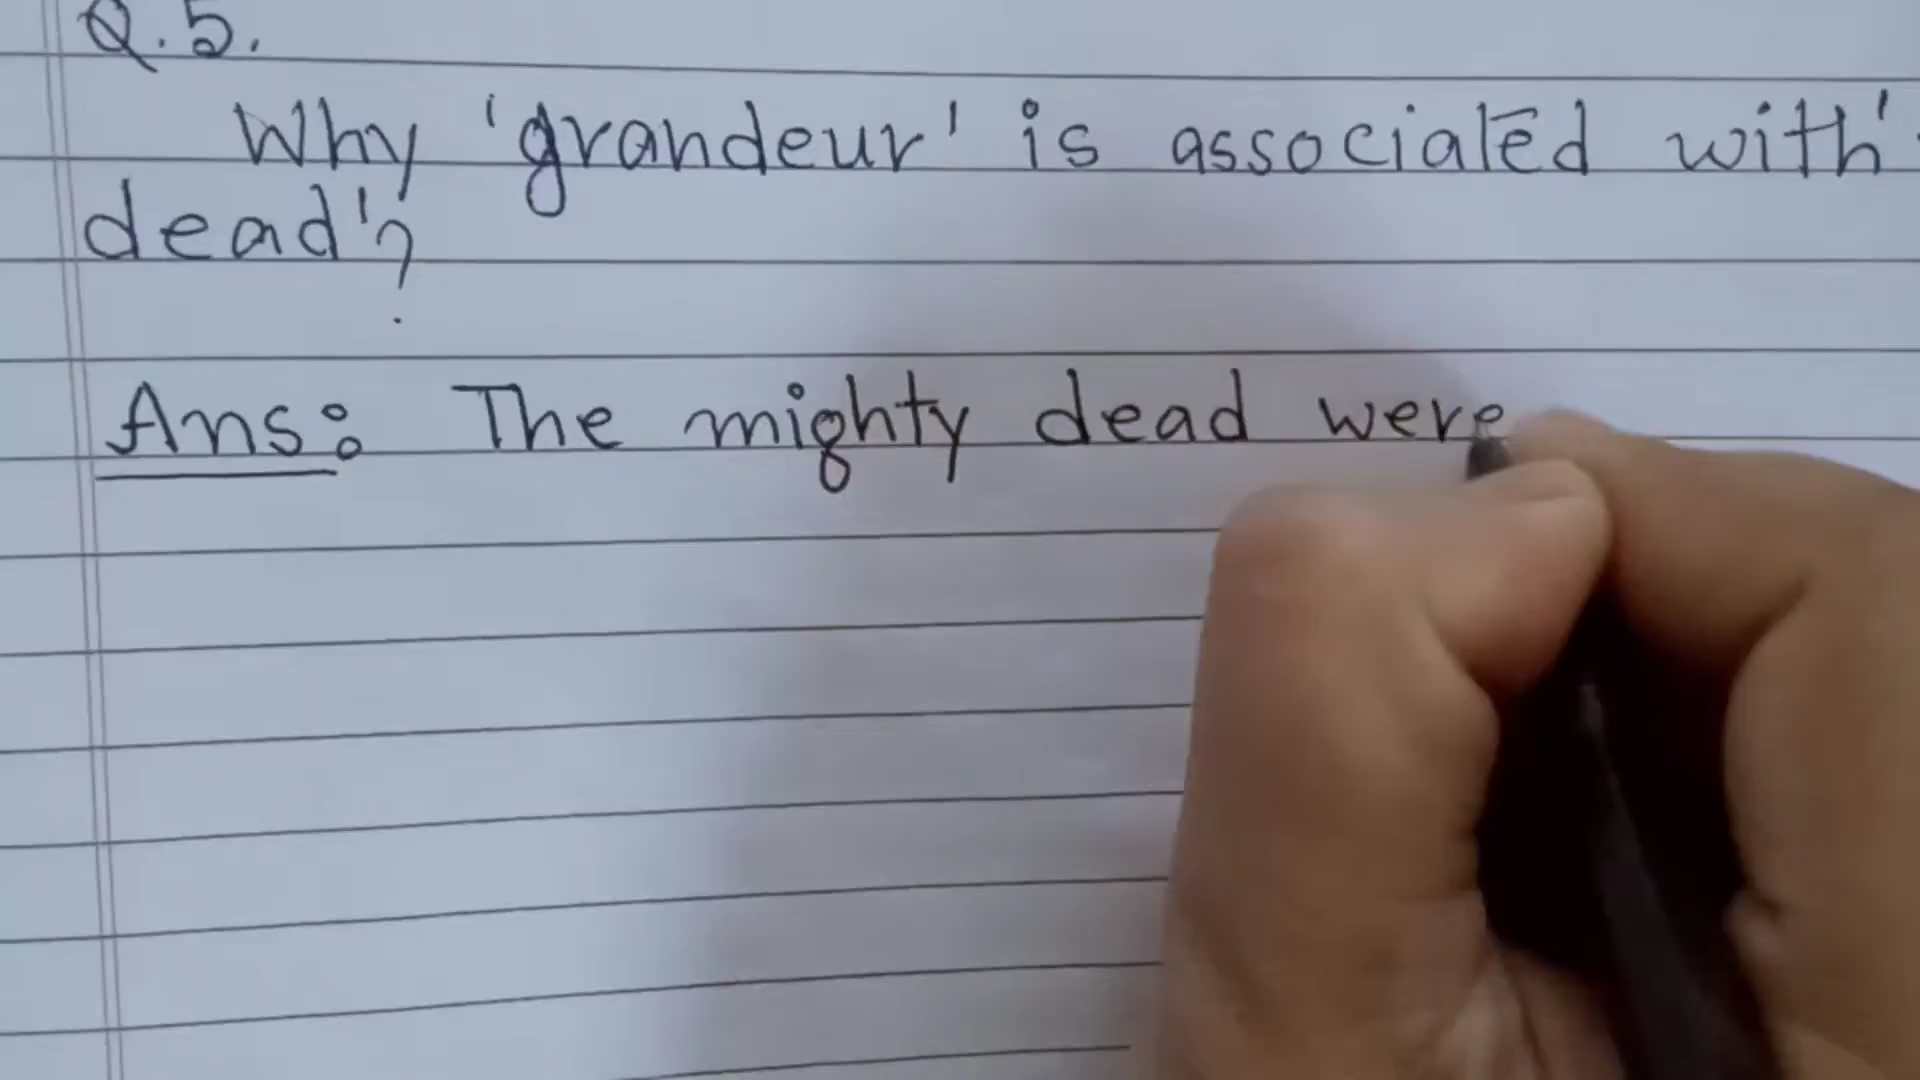 Q.5.
Why 'grandeur' is associated with
dead'?
Ans: The mighty dead were